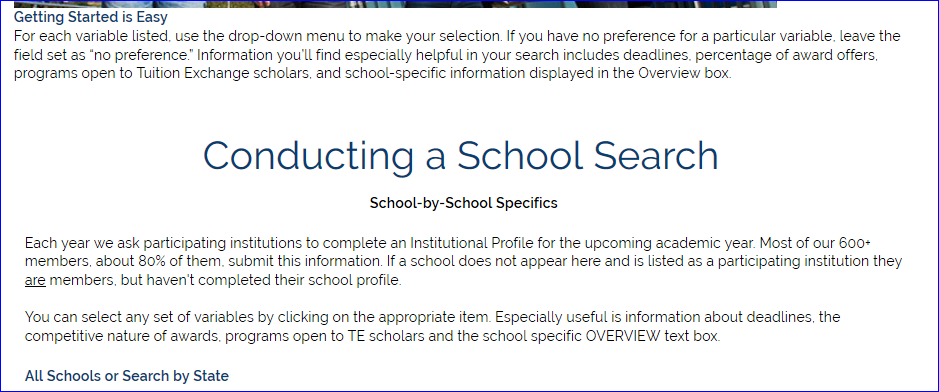 Getting Started is Easy
For each variable listed, use the drop-down menu to make your selection. If you have no preference for a particular variable, leave the
field set as “no preference.” Information you'll find especially helpful in your search includes deadlines, percentage of award offers,
programs open to Tuition Exchange scholars, and school-specific information displayed in the Overview box.
Conducting a School Search
School-by-School Specifics
Each year we ask participating institutions to complete an Institutional Profile for the upcoming academic year. Most of our 600+
members, about 80% of them, submit this information. If a school does not appear here and is listed as a participating institution they
are members, but haven't completed their school profile.
You can select any set of variables by clicking on the appropriate item. Especially useful is information about deadlines, the
competitive nature of awards, programs open to TE scholars and the school specific OVERVIEW text box.
All Schools or Search by State